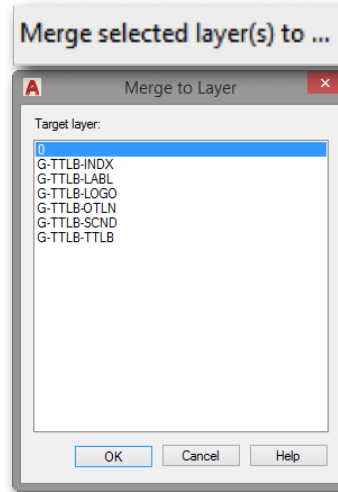 Merge selected layer(s) to ...
A
Merge to Layer
×
Target layer:
0
G-TTLB-INDX
G-TTLB-LABL
G-TTLB-LOGO
G-TTLB-OTLN
G-TTLB-SCND
G-TTLB-TTLB
OK Cancel Help